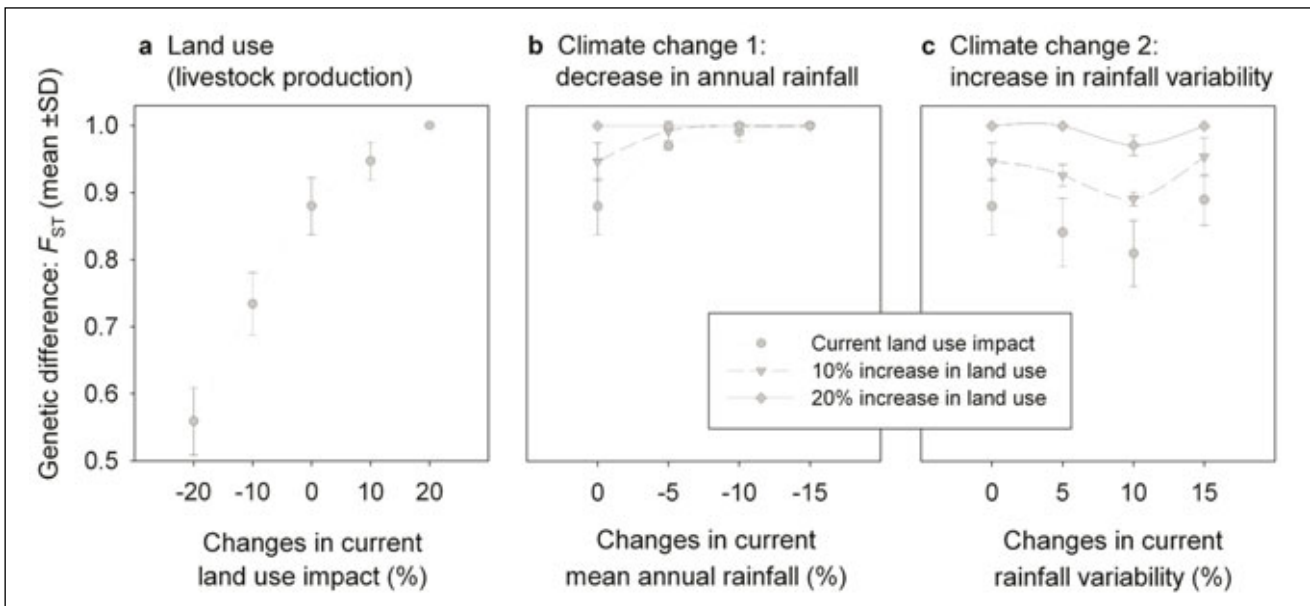 a Land use
(livestock production)
b Climate change 1:
decrease in annual rainfall
c Climate change 2:
increase in rainfall variability
Genetic difference: FST (mean ±SD)
1.0
0.9
0.8
0.7
0.6
0.5
-20 -10 0 10 20
0 -5 -10 -15
0 5 10 15
Current land use impact
10% increase in land use
20% increase in land use
Changes in current
land use impact (%)
Changes in current
mean annual rainfall (%)
Changes in current
rainfall variability (%)